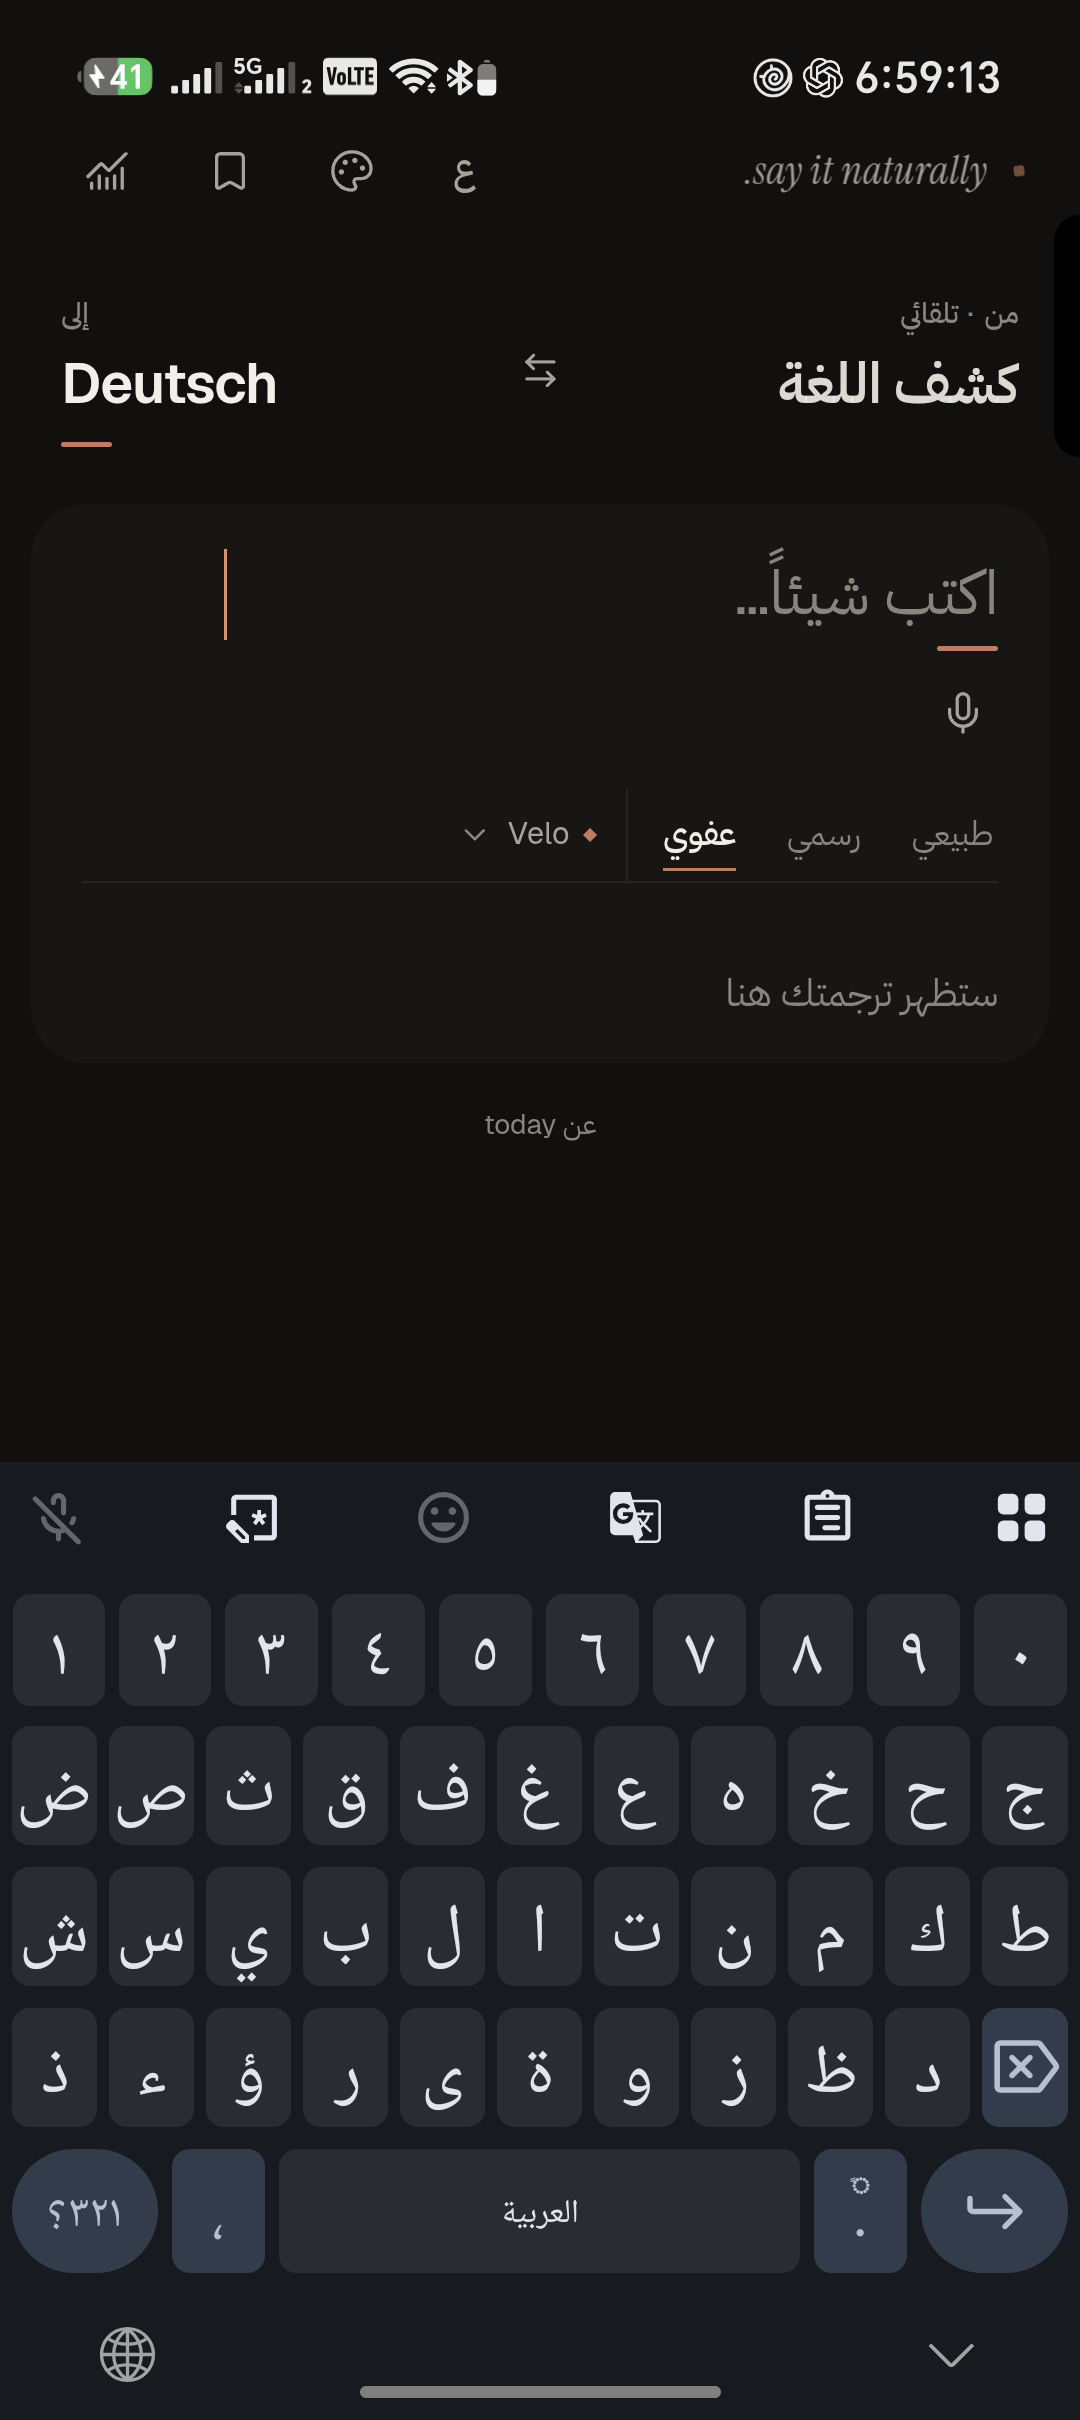 41 5G 2 VoLTE 6:59:13
ع say it naturally.
من · تلقائي إلى
كشف اللغة Deutsch
اكتب شيئاً...
طبيعي رسمي عفوي Velo
ستظهر ترجمتك هنا
عن today
١ ٢ ٣ ٤ ٥ ٦ ٧ ٨ ٩ ٠
ض ص ث ق ف غ ع ه خ ح ج
ش س ي ب ل ا ت ن م ك ط
ذ ء ؤ ر ى ة و ز ظ د
؟٣٢١ ، العربية .